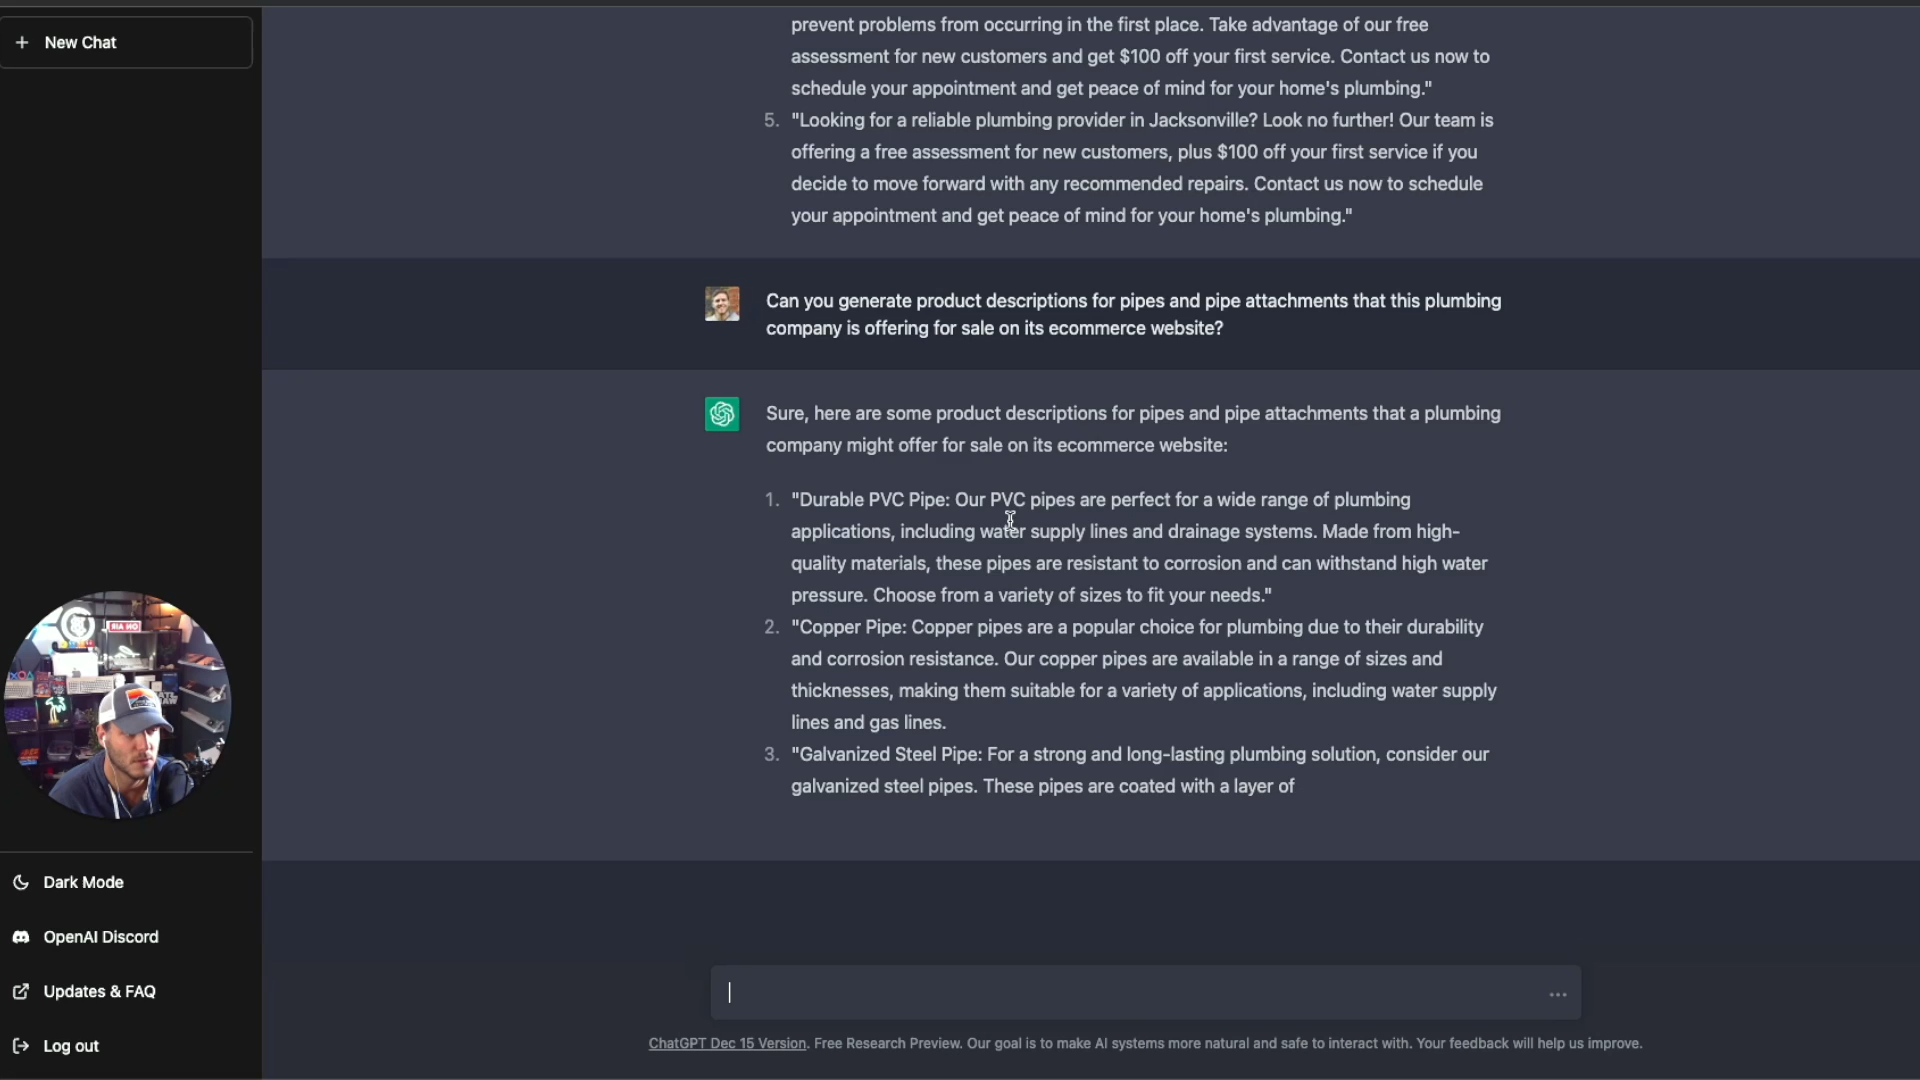 New Chat
prevent problems from occurring in the first place. Take advantage of our free
assessment for new customers and get $100 off your first service. Contact us now to
schedule your appointment and get peace of mind for your home's plumbing."
5. "Looking for a reliable plumbing provider in Jacksonville? Look no further! Our team is
offering a free assessment for new customers, plus $100 off your first service if you
decide to move forward with any recommended repairs. Contact us now to schedule
your appointment and get peace of mind for your home's plumbing."
Can you generate product descriptions for pipes and pipe attachments that this plumbing
company is offering for sale on its ecommerce website?
Sure, here are some product descriptions for pipes and pipe attachments that a plumbing
company might offer for sale on its ecommerce website:
1. "Durable PVC Pipe: Our PVC pipes are perfect for a wide range of plumbing
applications, including water supply lines and drainage systems. Made from high-
quality materials, these pipes are resistant to corrosion and can withstand high water
pressure. Choose from a variety of sizes to fit your needs."
2. "Copper Pipe: Copper pipes are a popular choice for plumbing due to their durability
and corrosion resistance. Our copper pipes are available in a range of sizes and
thicknesses, making them suitable for a variety of applications, including water supply
lines and gas lines.
3. "Galvanized Steel Pipe: For a strong and long-lasting plumbing solution, consider our
galvanized steel pipes. These pipes are coated with a layer of
ON AIR
Dark Mode
OpenAI Discord
Updates & FAQ
Log out
...
ChatGPT Dec 15 Version. Free Research Preview. Our goal is to make AI systems more natural and safe to interact with. Your feedback will help us improve.